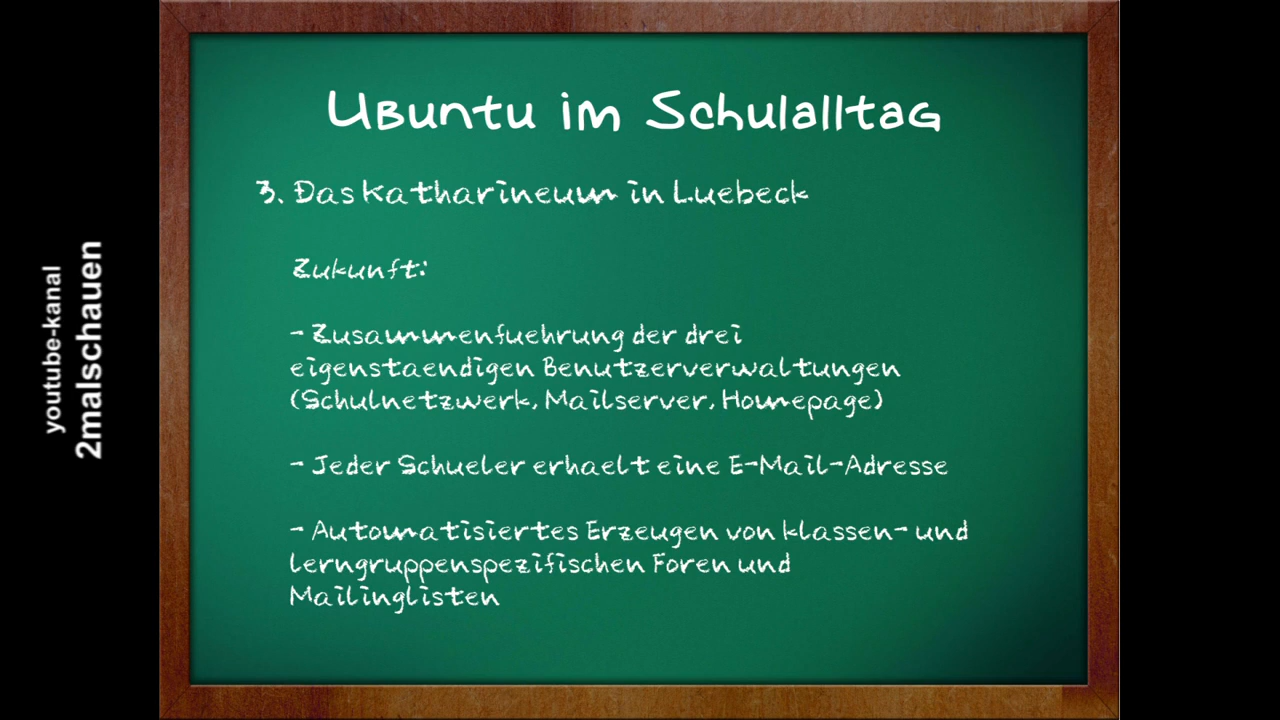 Ubuntu im Schulalltag
3. Das Katharineum in Luebeck
Zukunft:
- Zusammenfuehrung der drei
eigenstaendigen Benutzerverwaltungen
(Schulnetzwerk, Mailserver, Homepage)
- Jeder Schueler erhaelt eine E-Mail-Adresse
- Automatisiertes Erzeugen von klassen- und
lerngruppenspezifischen Foren und
Mailinglisten
youtube-kanal
2malschauen